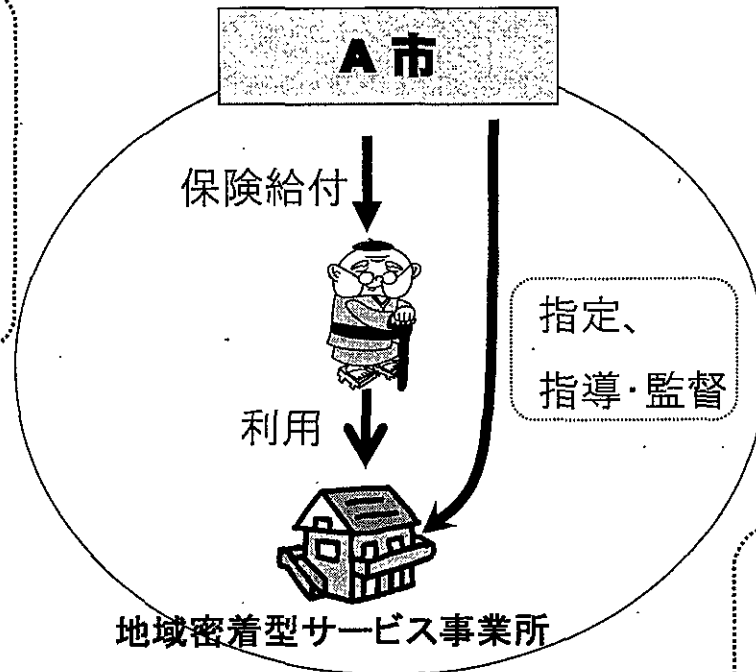 A市
保険給付
指定、
指導・監督
利用
地域密着型サービス事業所